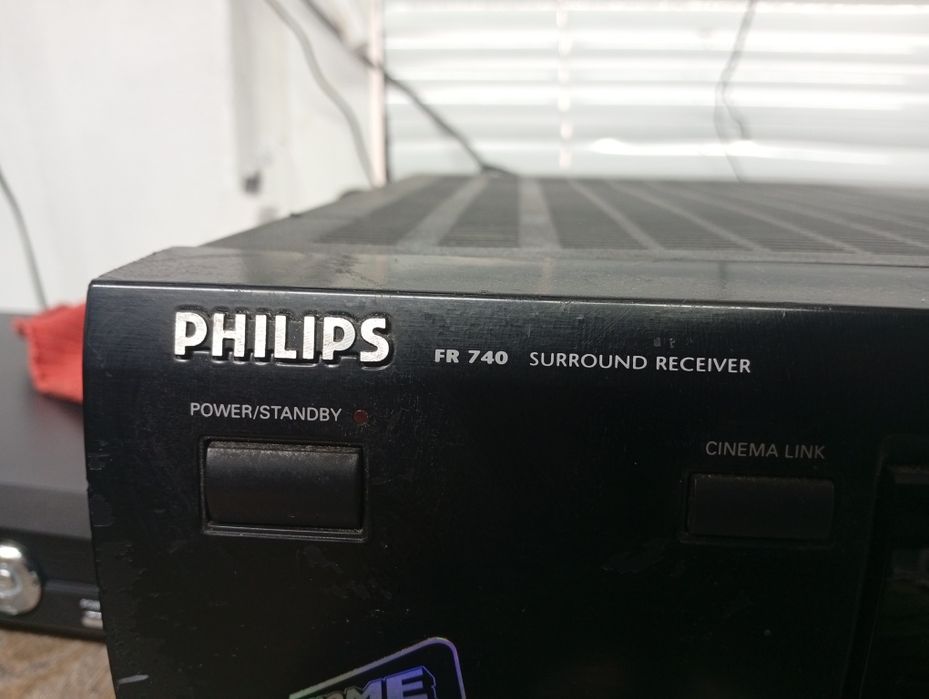 PHILIPS
FR 740 SURROUND RECEIVER
POWER/STANDBY
CINEMA LINK